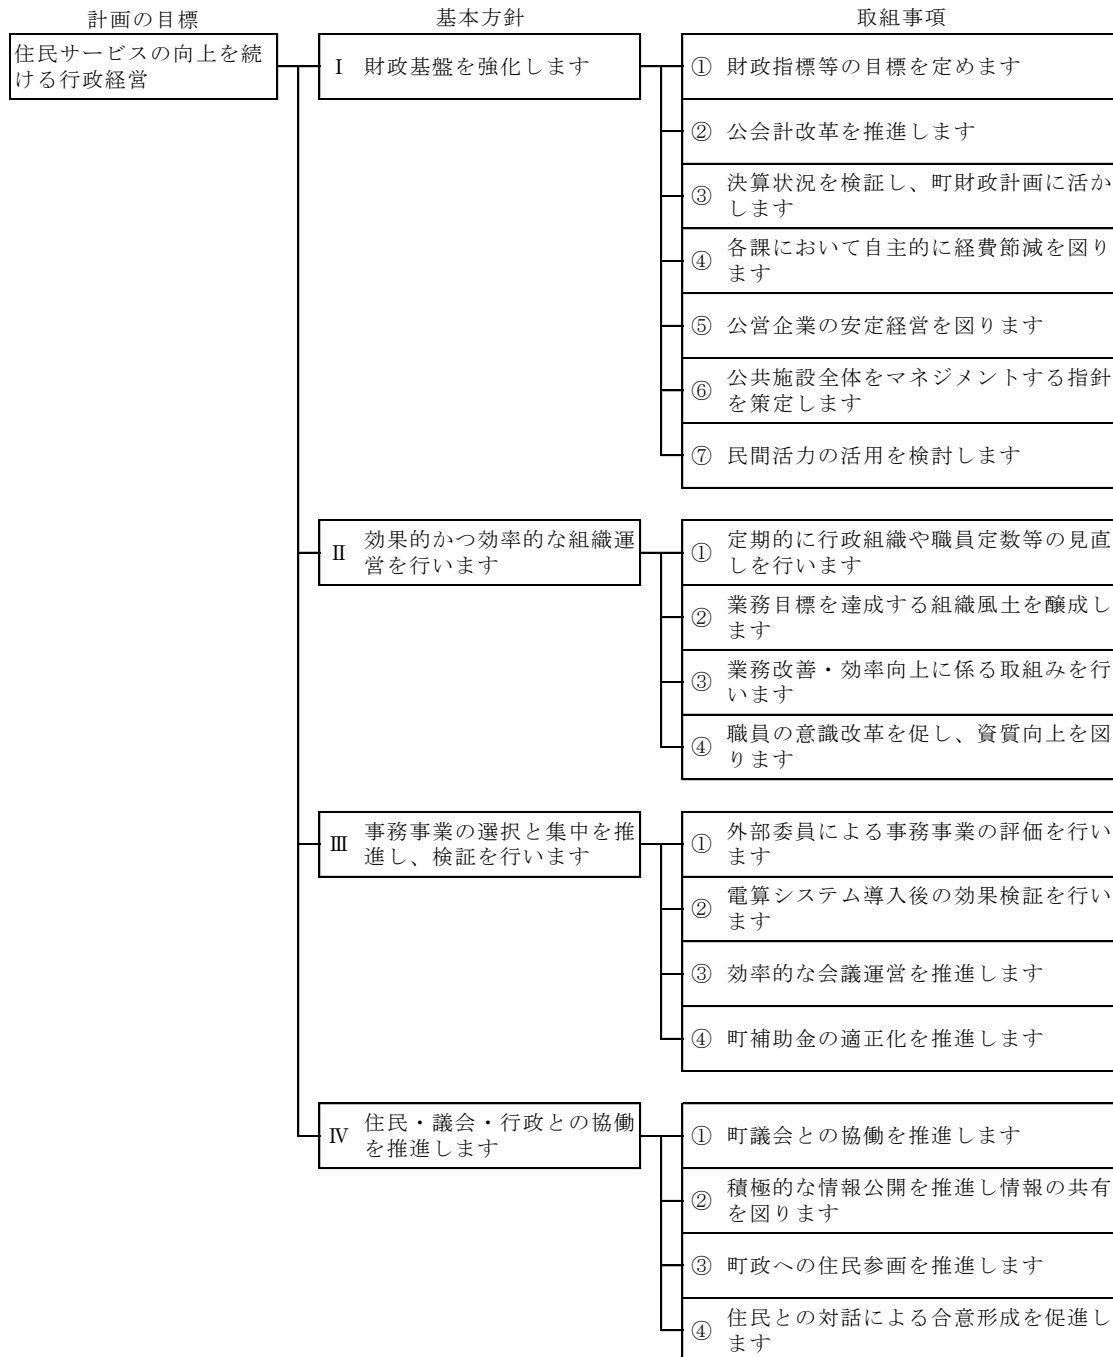 計画の目標
基本方針
取組事項
住民サービスの向上を続
ける行政経営
Ⅰ 財政基盤を強化します
① 財政指標等の目標を定めます
② 公会計改革を推進します
③ 決算状況を検証し、町財政計画に活か
します
④ 各課において自主的に経費節減を図り
ます
⑤ 公営企業の安定経営を図ります
⑥ 公共施設全体をマネジメントする指針
を策定します
⑦ 民間活力の活用を検討します
Ⅱ 効果的かつ効率的な組織運
営を行います
① 定期的に行政組織や職員定数等の見直
しを行います
② 業務目標を達成する組織風土を醸成し
ます
③ 業務改善・効率向上に係る取組みを行
います
④ 職員の意識改革を促し、資質向上を図
ります
Ⅲ 事務事業の選択と集中を推
進し、検証を行います
① 外部委員による事務事業の評価を行い
ます
② 電算システム導入後の効果検証を行い
ます
③ 効率的な会議運営を推進します
④ 町補助金の適正化を推進します
Ⅳ 住民・議会・行政との協働
を推進します
① 町議会との協働を推進します
② 積極的な情報公開を推進し情報の共有
を図ります
③ 町政への住民参画を推進します
④ 住民との対話による合意形成を促進し
ます